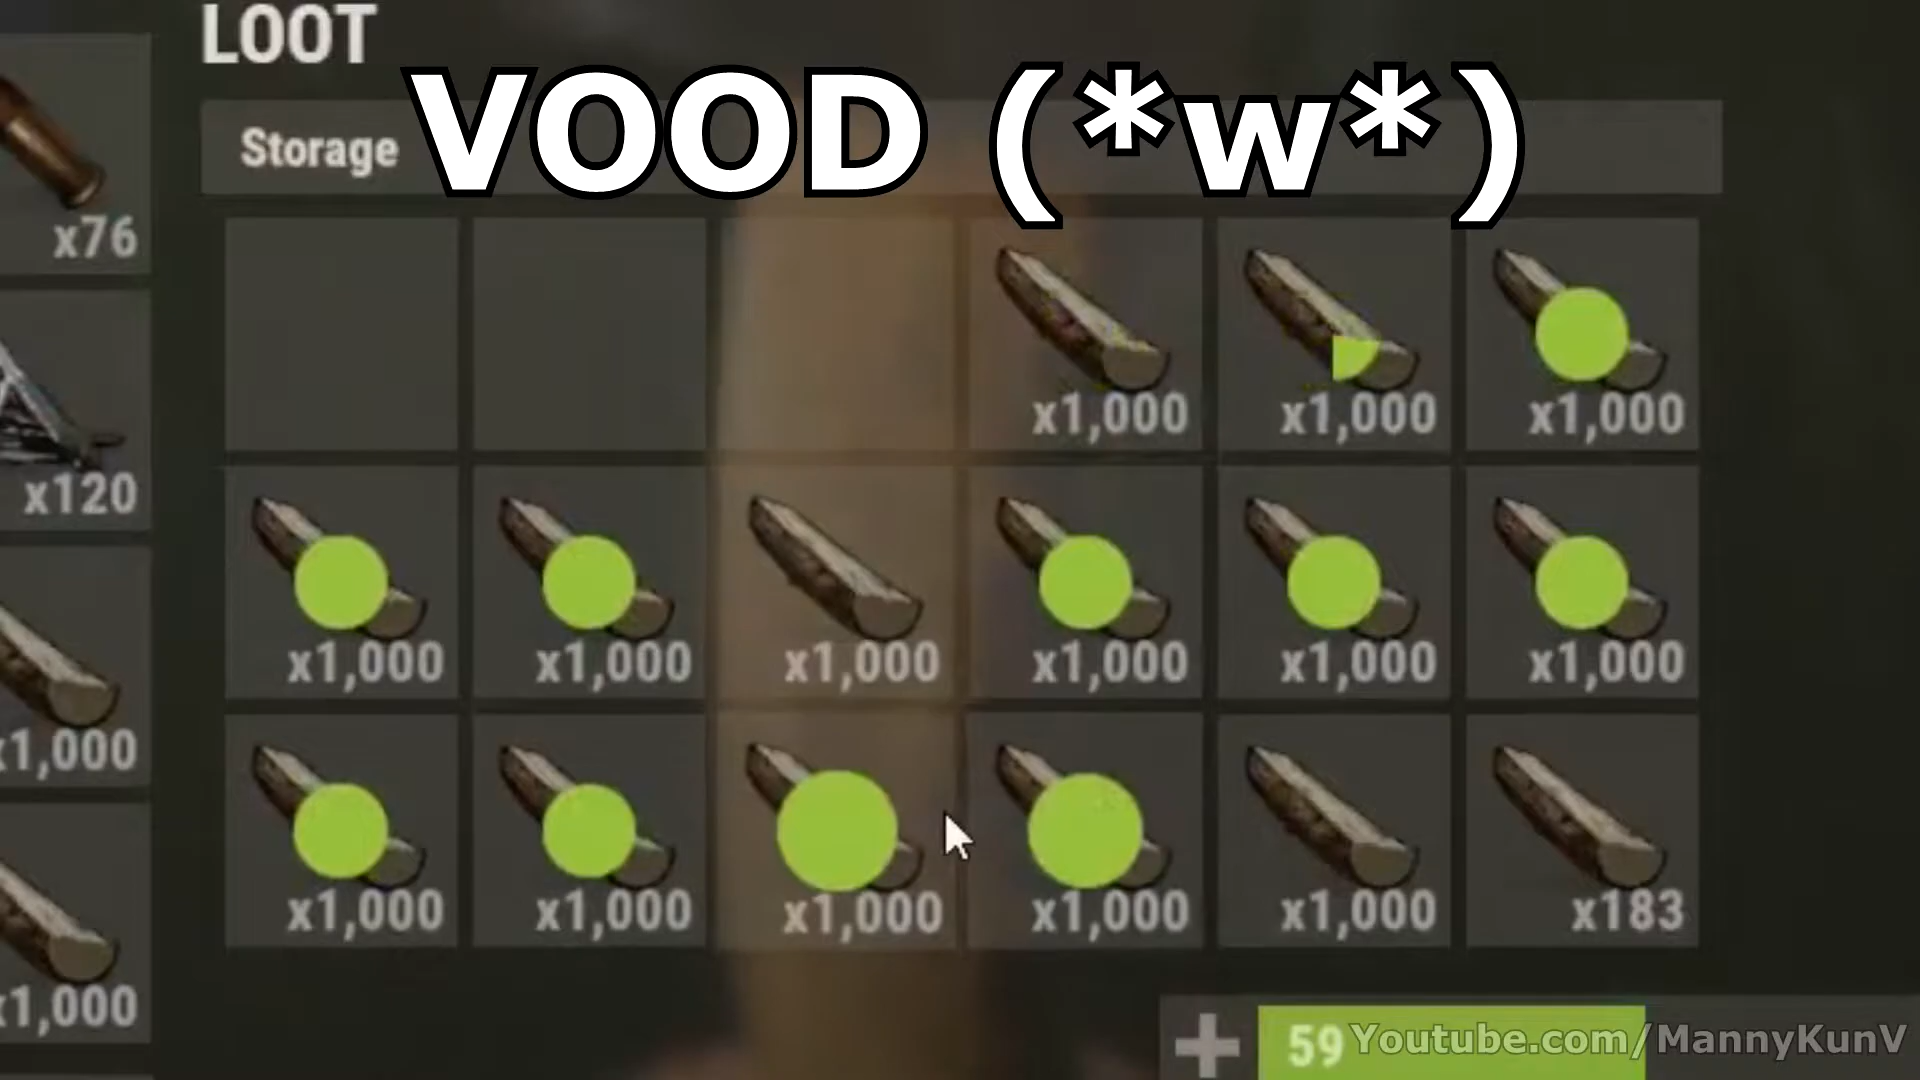 LOOT
VOOD (*w*)
Storage
x76
x1,000 x1,000 x1,000
x120
x1,000 x1,000 x1,000 x1,000 x1,000 x1,000
x1,000
x1,000 x1,000 x1,000 x1,000 x1,000 x183
x1,000
+ 59
Youtube.com/MannyKunV